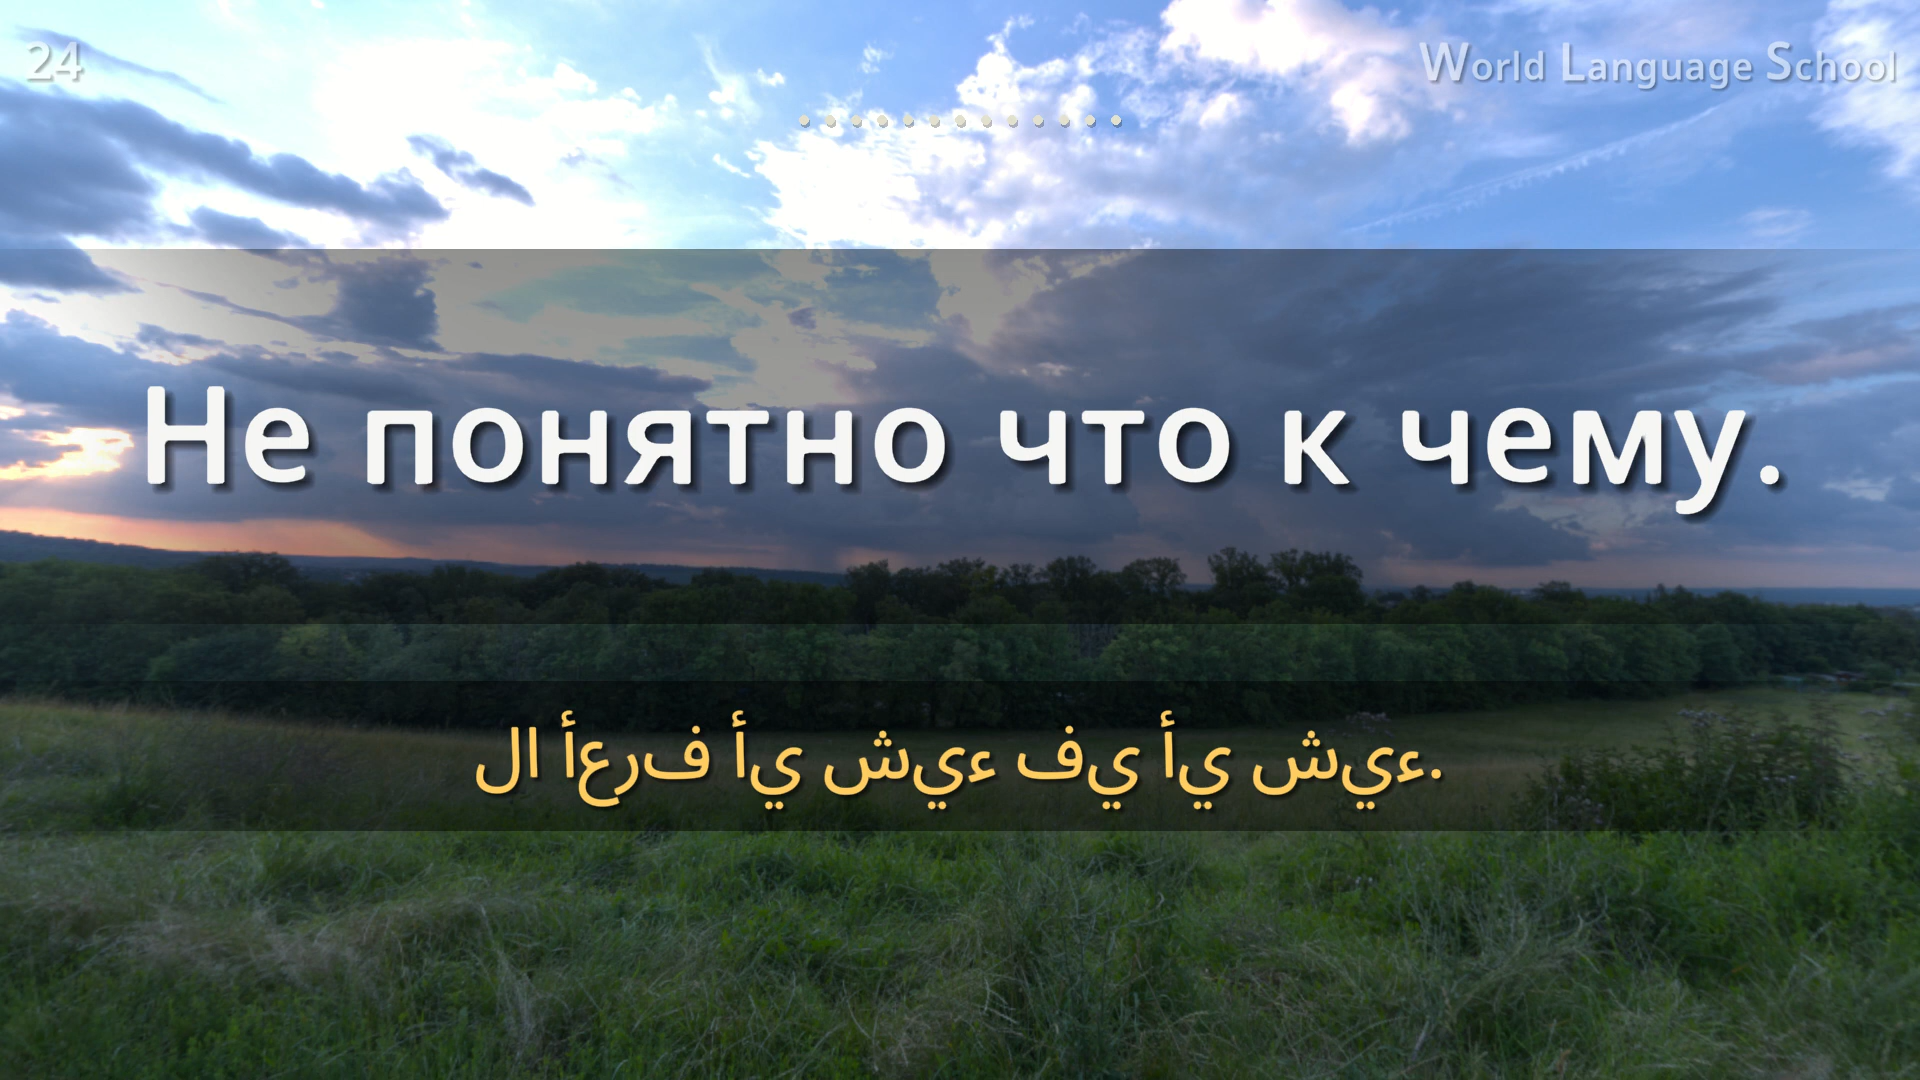 24
World Language School
Не понятно что к чему.
لا أعرف أي شيء في أي شيء.